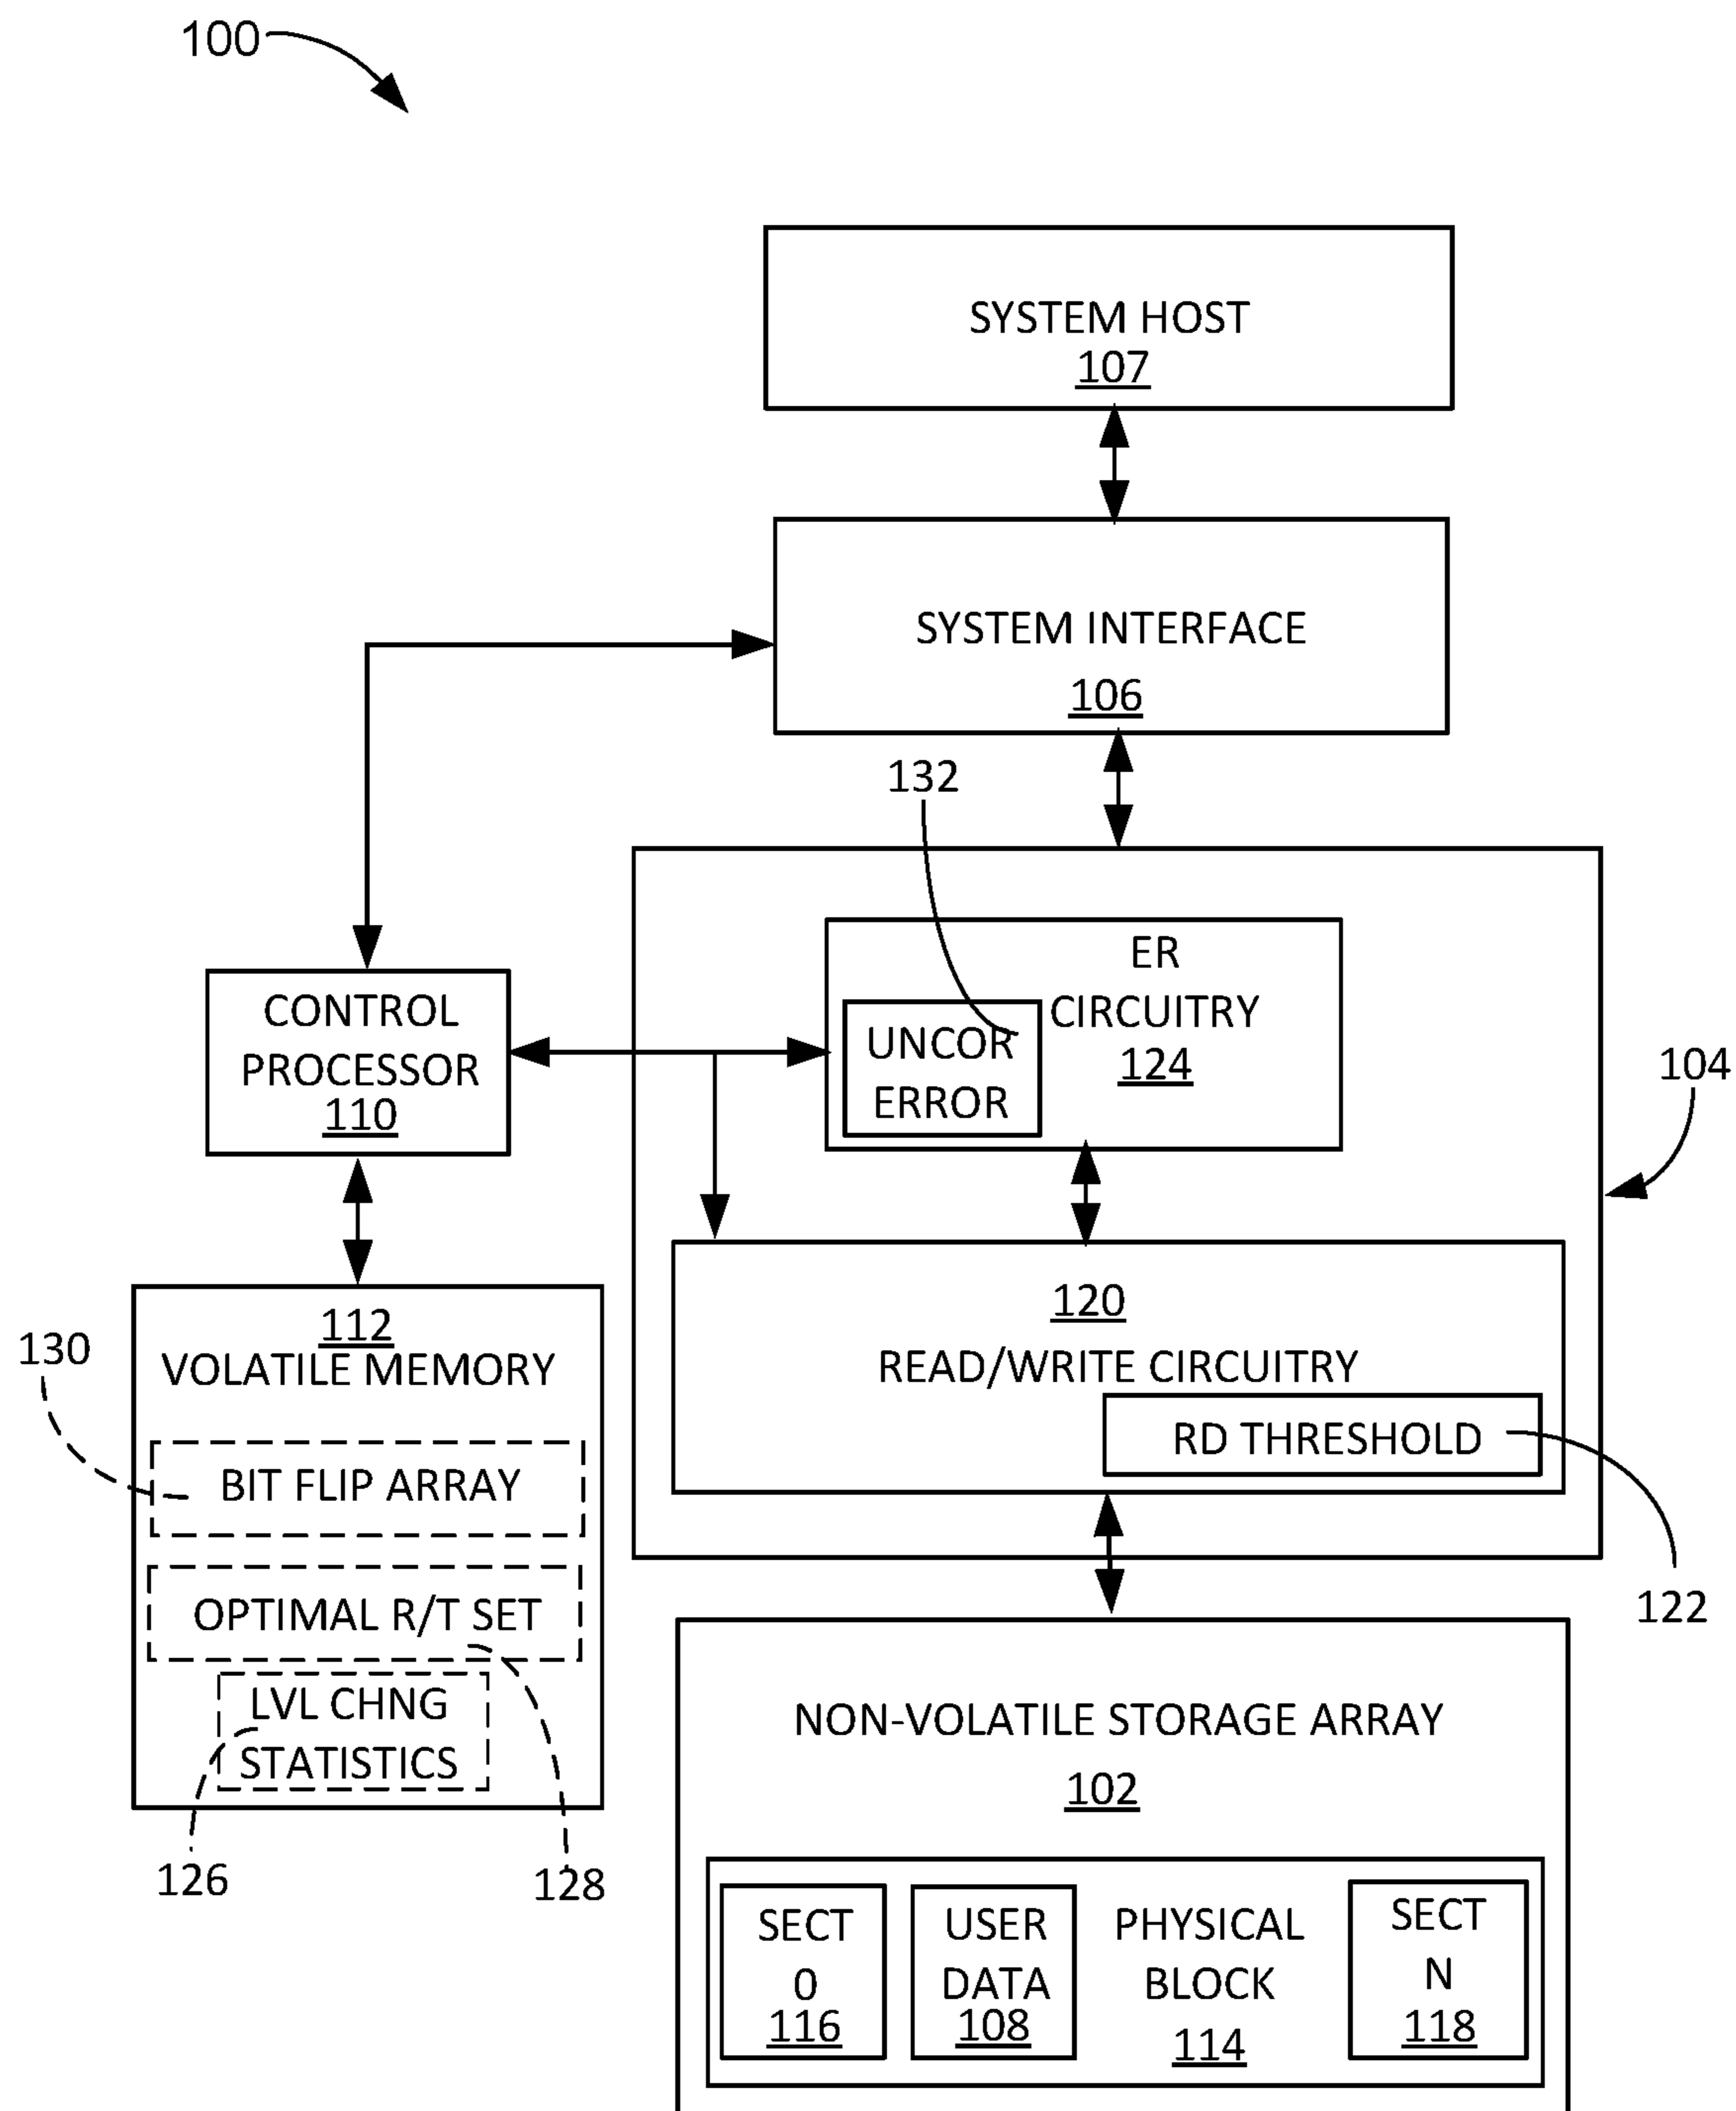 100
SYSTEM HOST
107
SYSTEM INTERFACE
106
132
ER
CIRCUITRY
124
UNCOR
ERROR
CONTROL
PROCESSOR
110
104
112
VOLATILE MEMORY
130
BIT FLIP ARRAY
OPTIMAL R/T SET
LVL CHNG
STATISTICS
126
128
120
READ/WRITE CIRCUITRY
RD THRESHOLD
122
NON-VOLATILE STORAGE ARRAY
102
SECT
0
116
USER
DATA
108
PHYSICAL
BLOCK
114
SECT
N
118